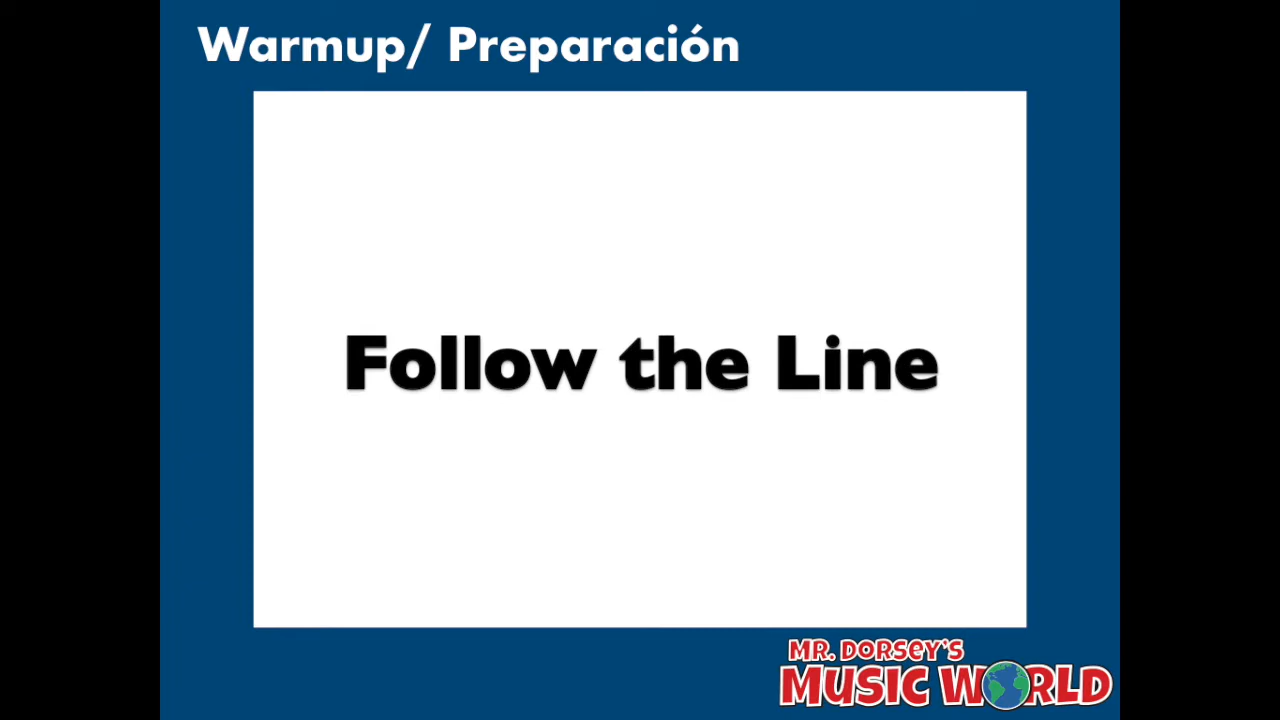 Warmup/ Preparación
Follow the Line
MR. DORSEY'S
MUSIC WORLD